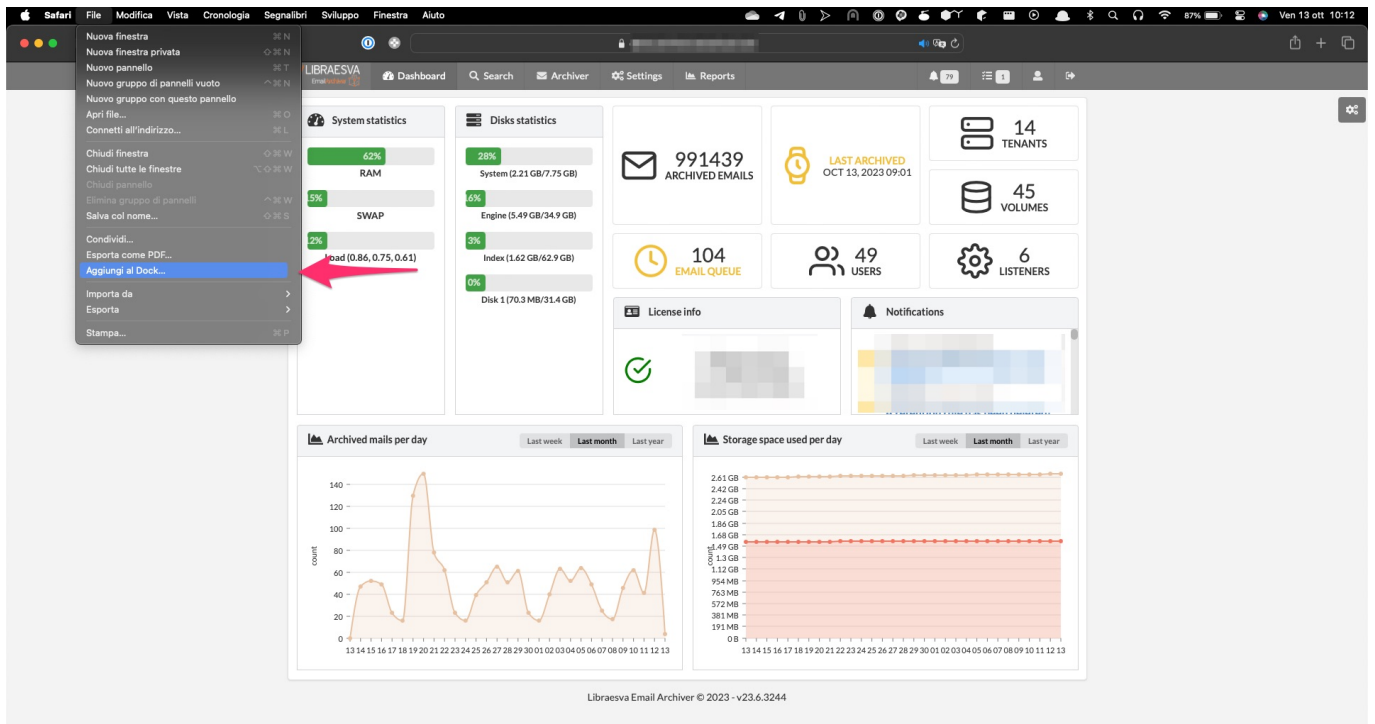 Safari File Modifica Vista Cronologia Segnalibri Sviluppo Finestra Aiuto
87% Ven 13 ott 10:12
Nuova finestra ⌘ N
Nuova finestra privata ⇧ ⌘ N
Nuovo pannello ⌘ T
Nuovo gruppo di pannelli vuoto ^ ⌘ N
Nuovo gruppo con questo pannello
Apri file... ⌘ O
Connetti all'indirizzo... ⌘ L
Chiudi finestra ⇧ ⌘ W
Chiudi tutte le finestre ⌥ ⇧ ⌘ W
Chiudi pannello
Elimina gruppo di pannelli ^ ⌘ W
Salva col nome... ⇧ ⌘ S
Condividi...
Esporta come PDF...
Aggiungi al Dock...
Importa da
Esporta
Stampa... ⌘ P
LIBRAESVA
Dashboard Search Archiver Settings Reports 79 1
System statistics
62%
RAM
5%
SWAP
2%
Load (0.86, 0.75, 0.61)
Disks statistics
28%
System (2.21 GB/7.75 GB)
6%
Engine (5.49 GB/34.9 GB)
3%
Index (1.62 GB/62.9 GB)
0%
Disk 1 (70.3 MB/31.4 GB)
991439
ARCHIVED EMAILS
LAST ARCHIVED
OCT 13, 2023 09:01
14
TENANTS
45
VOLUMES
104
EMAIL QUEUE
49
USERS
6
LISTENERS
License info
Notifications
Archived mails per day
Last week Last month Last year
140
120
100
80
60
40
20
0
count
13 14 15 16 17 18 19 20 21 22 23 24 25 26 27 28 29 30 01 02 03 04 05 06 07 08 09 10 11 12 13
Storage space used per day
Last week Last month Last year
2.61 GB
2.42 GB
2.24 GB
2.05 GB
1.86 GB
1.68 GB
1.49 GB
1.3 GB
1.12 GB
954 MB
763 MB
572 MB
381 MB
191 MB
0 B
count
13 14 15 16 17 18 19 20 21 22 23 24 25 26 27 28 29 30 01 02 03 04 05 06 07 08 09 10 11 12 13
Libraesva Email Archiver © 2023 - v23.6.3244